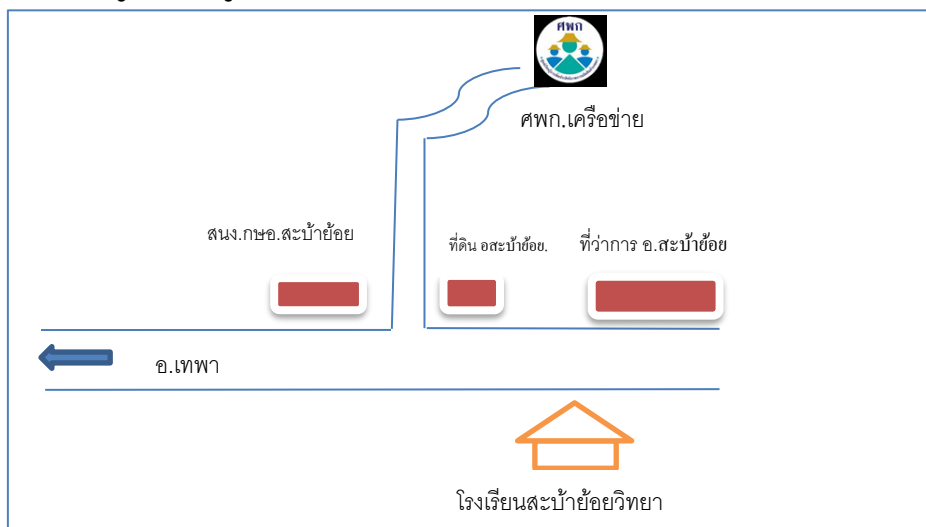 ศพก
ศพก.เครือข่าย
สนง.กษอ.สะบ้าย้อย
ที่ดิน อสะบ้าย้อย.
ที่ว่าการ อ.สะบ้าย้อย
อ.เทพา
โรงเรียนสะบ้าย้อยวิทยา